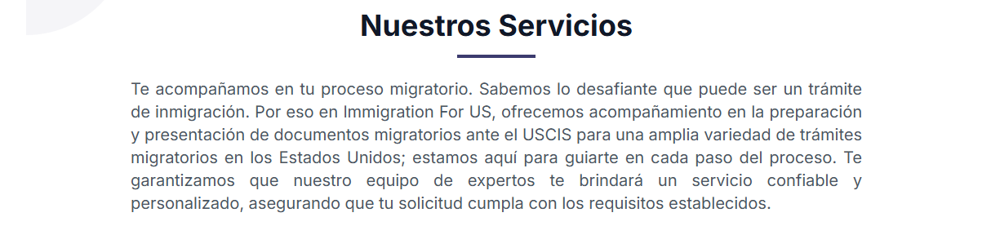 Nuestros Servicios
Te acompañamos en tu proceso migratorio. Sabemos lo desafiante que puede ser un trámite
de inmigración. Por eso en Immigration For US, ofrecemos acompañamiento en la preparación
y presentación de documentos migratorios ante el USCIS para una amplia variedad de trámites
migratorios en los Estados Unidos; estamos aquí para guiarte en cada paso del proceso. Te
garantizamos que nuestro equipo de expertos te brindará un servicio confiable y
personalizado, asegurando que tu solicitud cumpla con los requisitos establecidos.